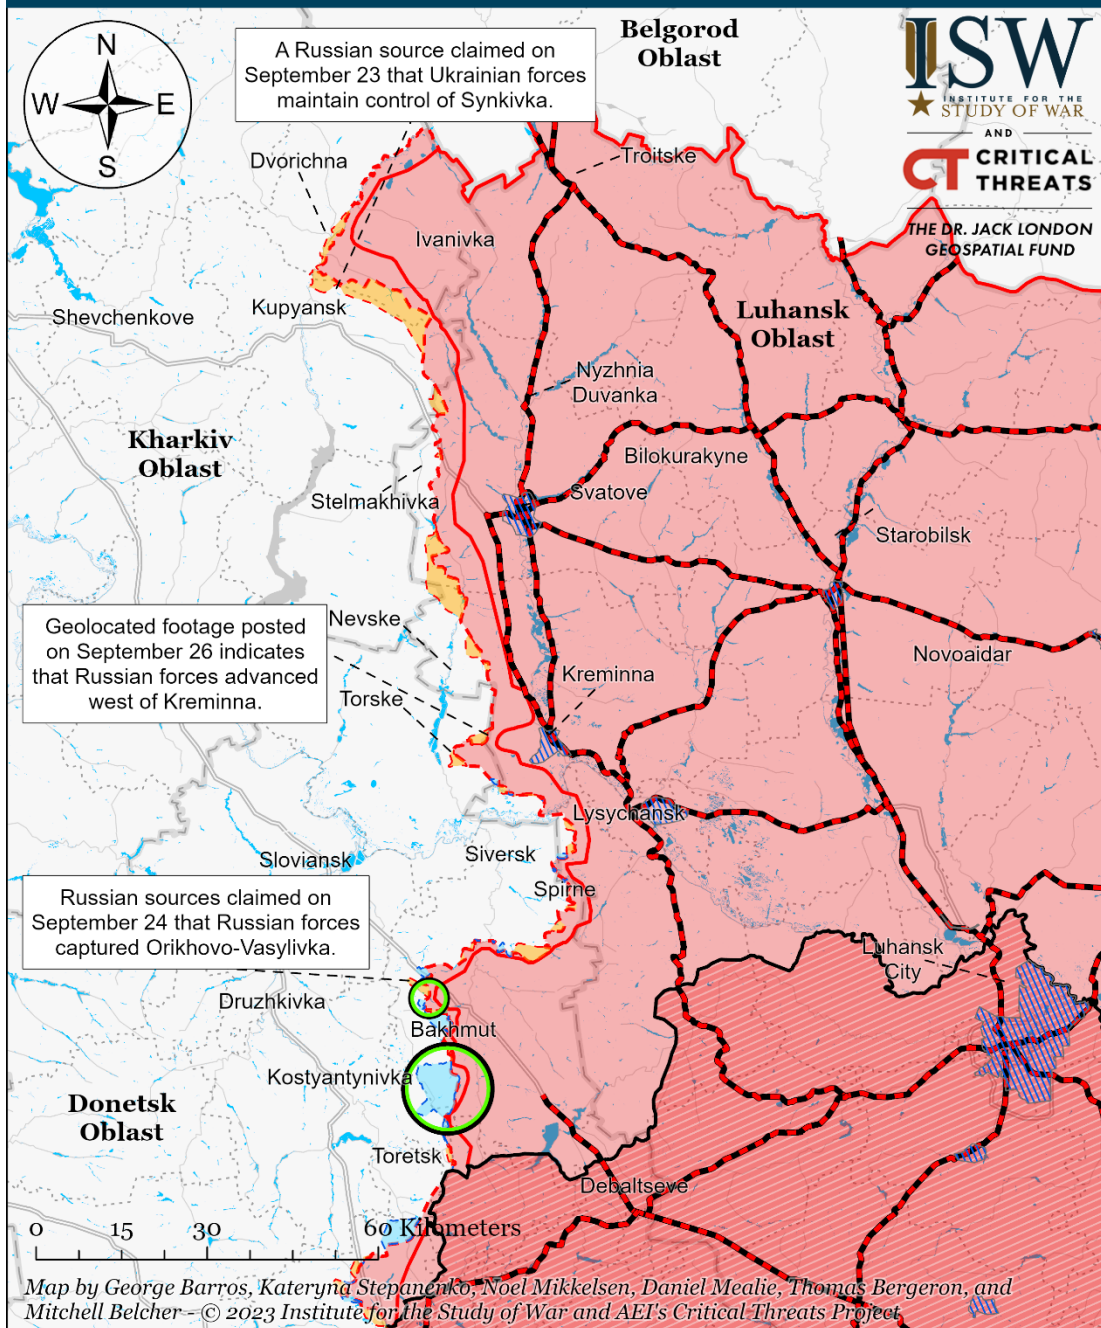 N
W
E
S
A Russian source claimed on
September 23 that Ukrainian forces
maintain control of Synkivka.
Belgorod
Oblast
ISW
INSTITUTE FOR THE
STUDY OF WAR
AND
CT CRITICAL
THREATS
THE DR. JACK LONDON
GEOSPATIAL FUND
Dvorichna
Troitske
Ivanivka
Kupyansk
Shevchenkove
Luhansk
Oblast
Nyzhnia
Duvanka
Kharkiv
Oblast
Bilokurakyne
Stelmakhivka
Svatove
Starobilsk
Geolocated footage posted
on September 26 indicates
that Russian forces advanced
west of Kreminna.
Nevske
Novoaidar
Kreminna
Torske
Lysychansk
Sloviansk
Siversk
Spirne
Russian sources claimed on
September 24 that Russian forces
captured Orikhovo-Vasylivka.
Luhansk
City
Druzhkivka
Bakhmut
Kostyantynivka
Donetsk
Oblast
Toretsk
Debaltseve
0 15 30 60 Kilometers
Map by George Barros, Kateryna Stepanenko, Noel Mikkelsen, Daniel Mealie, Thomas Bergeron, and
Mitchell Belcher - © 2023 Institute for the Study of War and AEI's Critical Threats Project